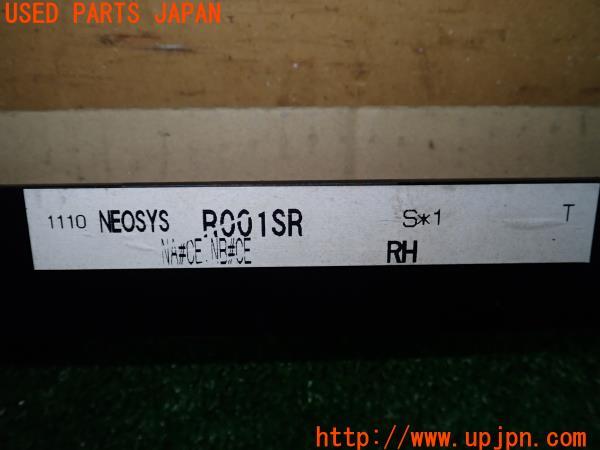 USED PARTS JAPAN
1110 NEOSYS R001SR S*1 T
NA#CE.NB#CE RH
http://www.upjpn.com/